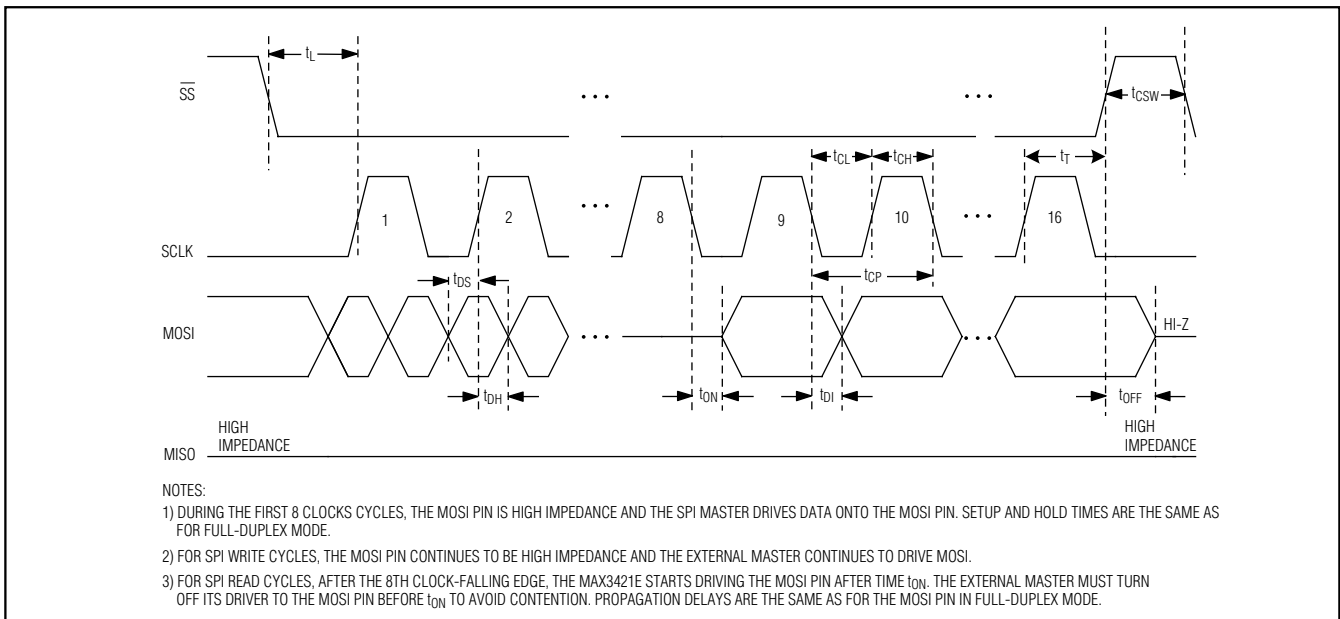 tL
SS
• • •
• • •
tCSW
tCL
tCH
tT
1
2
• • •
8
9
10
• • •
16
SCLK
tDS
tCP
MOSI
• • •
• • •
HI-Z
tDH
tON
tDI
tOFF
HIGH
IMPEDANCE
HIGH
IMPEDANCE
MISO
NOTES:
1) DURING THE FIRST 8 CLOCKS CYCLES, THE MOSI PIN IS HIGH IMPEDANCE AND THE SPI MASTER DRIVES DATA ONTO THE MOSI PIN. SETUP AND HOLD TIMES ARE THE SAME AS
FOR FULL-DUPLEX MODE.
2) FOR SPI WRITE CYCLES, THE MOSI PIN CONTINUES TO BE HIGH IMPEDANCE AND THE EXTERNAL MASTER CONTINUES TO DRIVE MOSI.
3) FOR SPI READ CYCLES, AFTER THE 8TH CLOCK-FALLING EDGE, THE MAX3421E STARTS DRIVING THE MOSI PIN AFTER TIME tON. THE EXTERNAL MASTER MUST TURN
OFF ITS DRIVER TO THE MOSI PIN BEFORE tON TO AVOID CONTENTION. PROPAGATION DELAYS ARE THE SAME AS FOR THE MOSI PIN IN FULL-DUPLEX MODE.